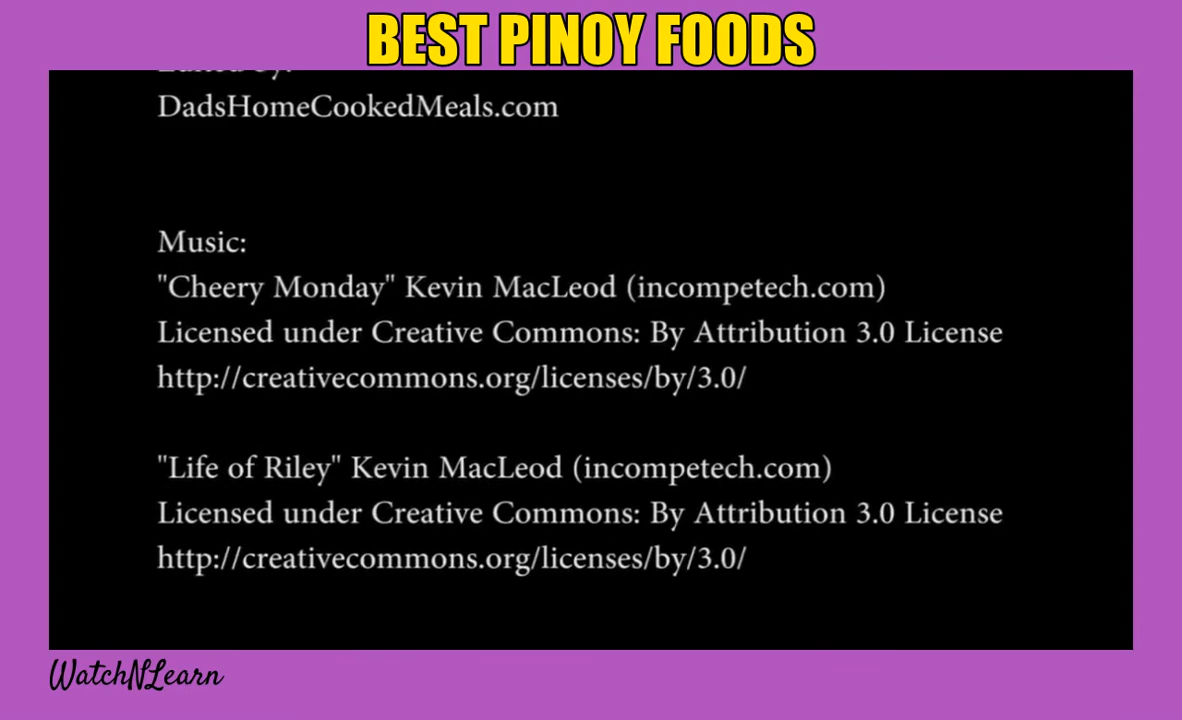 BEST PINOY FOODS
Edited by:
DadsHomeCookedMeals.com
Music:
"Cheery Monday" Kevin MacLeod (incompetech.com)
Licensed under Creative Commons: By Attribution 3.0 License
http://creativecommons.org/licenses/by/3.0/
"Life of Riley" Kevin MacLeod (incompetech.com)
Licensed under Creative Commons: By Attribution 3.0 License
http://creativecommons.org/licenses/by/3.0/
WatchNLearn